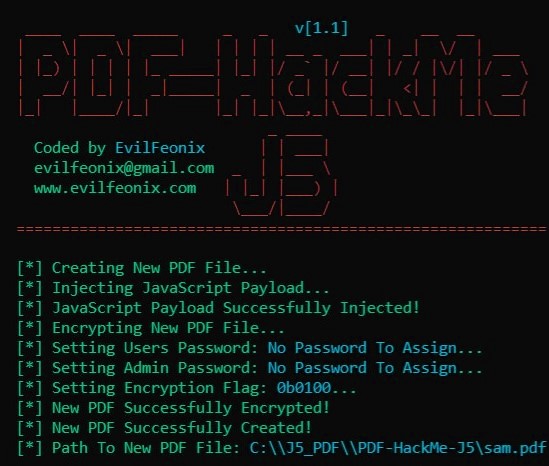 v[1.1]
PDF-HackMe
J5
Coded by EvilFeonix
evilfeonix@gmail.com
www.evilfeonix.com
===========================================================
[*] Creating New PDF File...
[*] Injecting JavaScript Payload...
[*] JavaScript Payload Successfully Injected!
[*] Encrypting New PDF File...
[*] Setting Users Password: No Password To Assign...
[*] Setting Admin Password: No Password To Assign...
[*] Setting Encryption Flag: 0b0100...
[*] New PDF Successfully Encrypted!
[*] New PDF Successfully Created!
[*] Path To New PDF File: C:\\J5_PDF\\PDF-HackMe-J5\sam.pdf